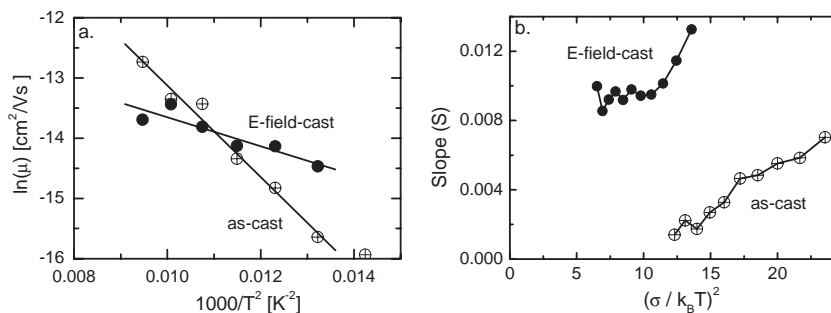 a.
-12
-13
-14
-15
-16
ln(μ) [cm²/Vs]
E-field-cast
as-cast
0.008
0.010
0.012
0.014
1000/T² [K⁻²]
b.
0.012
0.008
0.004
0.000
Slope (S)
E-field-cast
as-cast
0
5
10
15
20
(σ / k_BT)²